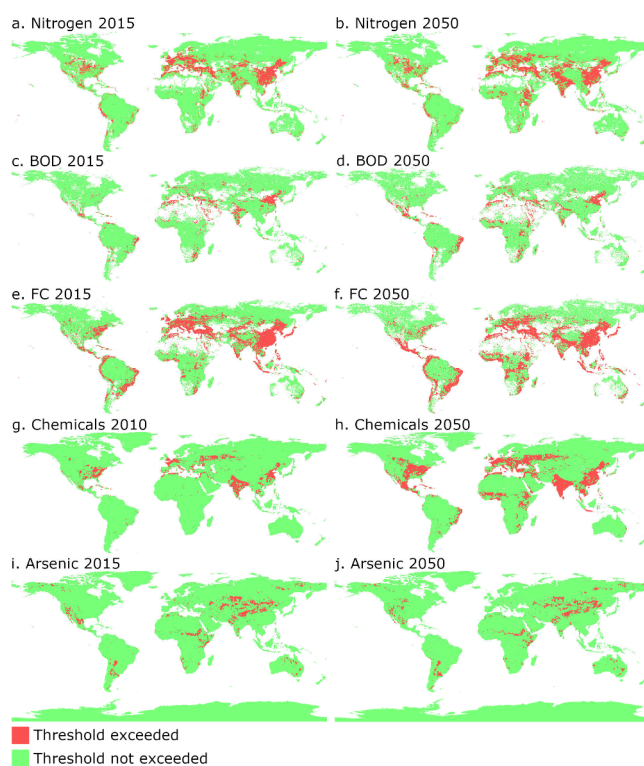 a. Nitrogen 2015
b. Nitrogen 2050
c. BOD 2015
d. BOD 2050
e. FC 2015
f. FC 2050
g. Chemicals 2010
h. Chemicals 2050
i. Arsenic 2015
j. Arsenic 2050
Threshold exceeded
Threshold not exceeded